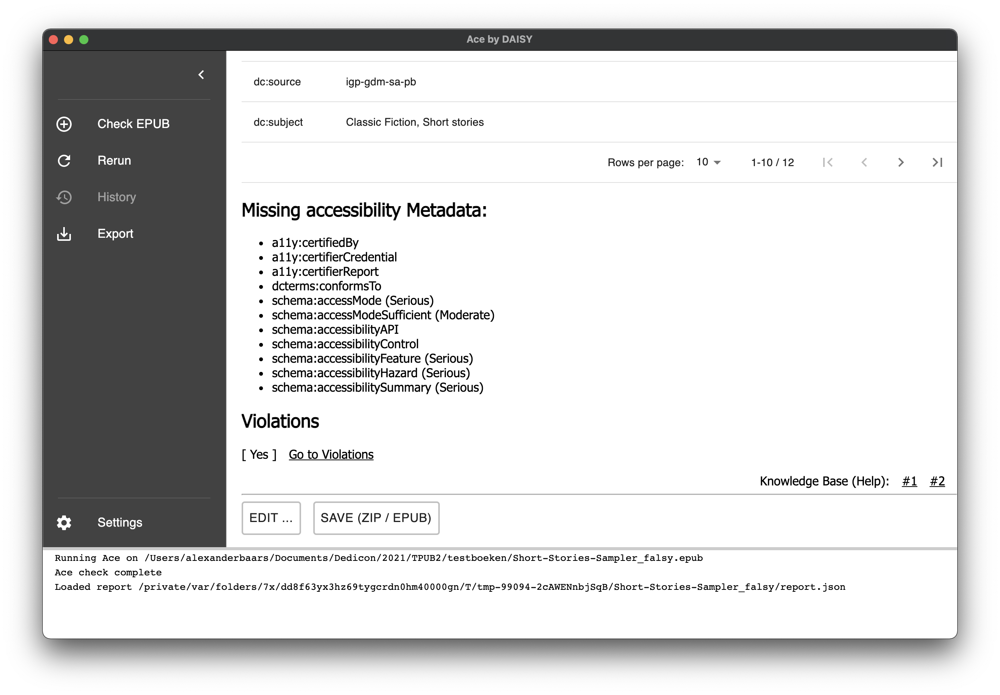 Ace by DAISY
Check EPUB
Rerun
History
Export
Settings
dc:source igp-gdm-sa-pb
dc:subject Classic Fiction, Short stories
Rows per page: 10 1-10 / 12
Missing accessibility Metadata:
• a11y:certifiedBy
• a11y:certifierCredential
• a11y:certifierReport
• dcterms:conformsTo
• schema:accessMode (Serious)
• schema:accessModeSufficient (Moderate)
• schema:accessibilityAPI
• schema:accessibilityControl
• schema:accessibilityFeature (Serious)
• schema:accessibilityHazard (Serious)
• schema:accessibilitySummary (Serious)
Violations
[ Yes ] Go to Violations
Knowledge Base (Help): #1 #2
EDIT ... SAVE (ZIP / EPUB)
Running Ace on /Users/alexanderbaars/Documents/Dedicon/2021/TPUB2/testboeken/Short-Stories-Sampler_falsy.epub
Ace check complete
Loaded report /private/var/folders/7x/dd8f63yx3hz69tygcrdn0hm40000gn/T/tmp-99094-2cAWENnbjSqB/Short-Stories-Sampler_falsy/report.json